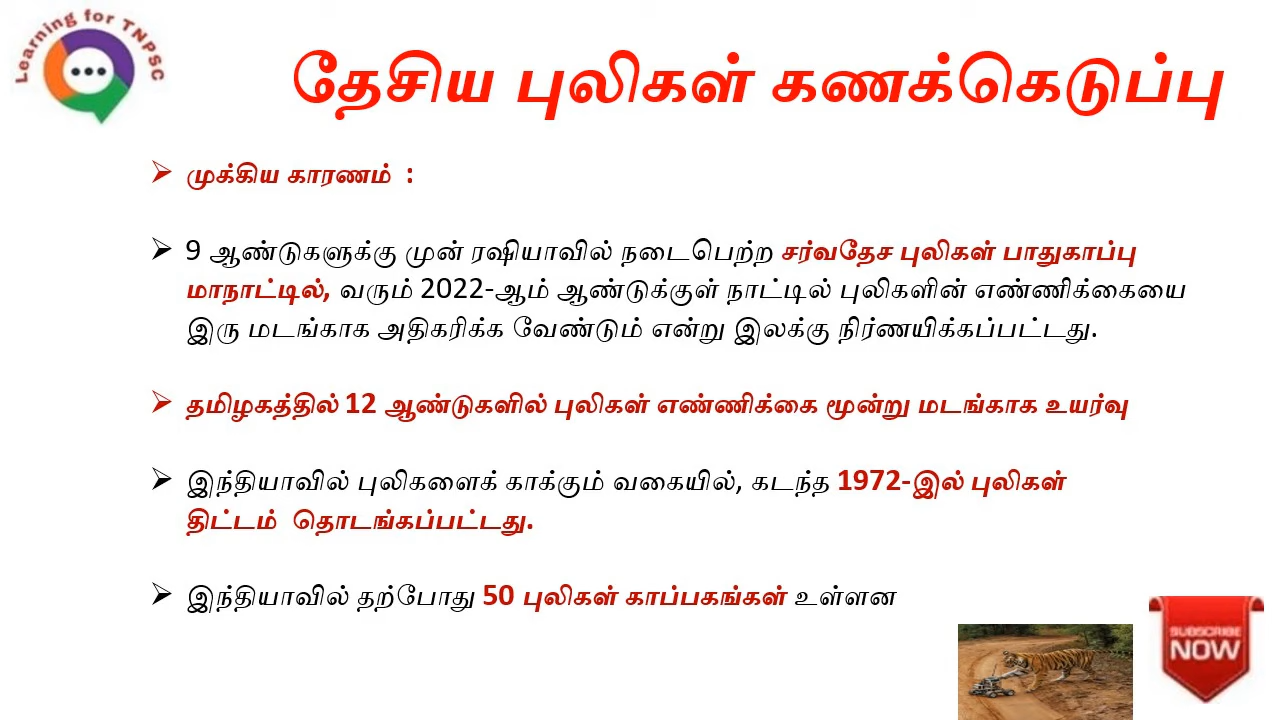 Learning for TNPSC
தேசிய புலிகள் கணக்கெடுப்பு
முக்கிய காரணம் :
9 ஆண்டுகளுக்கு முன் ரஷியாவில் நடைபெற்ற சர்வதேச புலிகள் பாதுகாப்பு
மாநாட்டில், வரும் 2022-ஆம் ஆண்டுக்குள் நாட்டில் புலிகளின் எண்ணிக்கையை
இரு மடங்காக அதிகரிக்க வேண்டும் என்று இலக்கு நிர்ணயிக்கப்பட்டது.
தமிழகத்தில் 12 ஆண்டுகளில் புலிகள் எண்ணிக்கை மூன்று மடங்காக உயர்வு
இந்தியாவில் புலிகளைக் காக்கும் வகையில், கடந்த 1972-இல் புலிகள்
திட்டம் தொடங்கப்பட்டது.
இந்தியாவில் தற்போது 50 புலிகள் காப்பகங்கள் உள்ளன
SUBSCRIBE
NOW